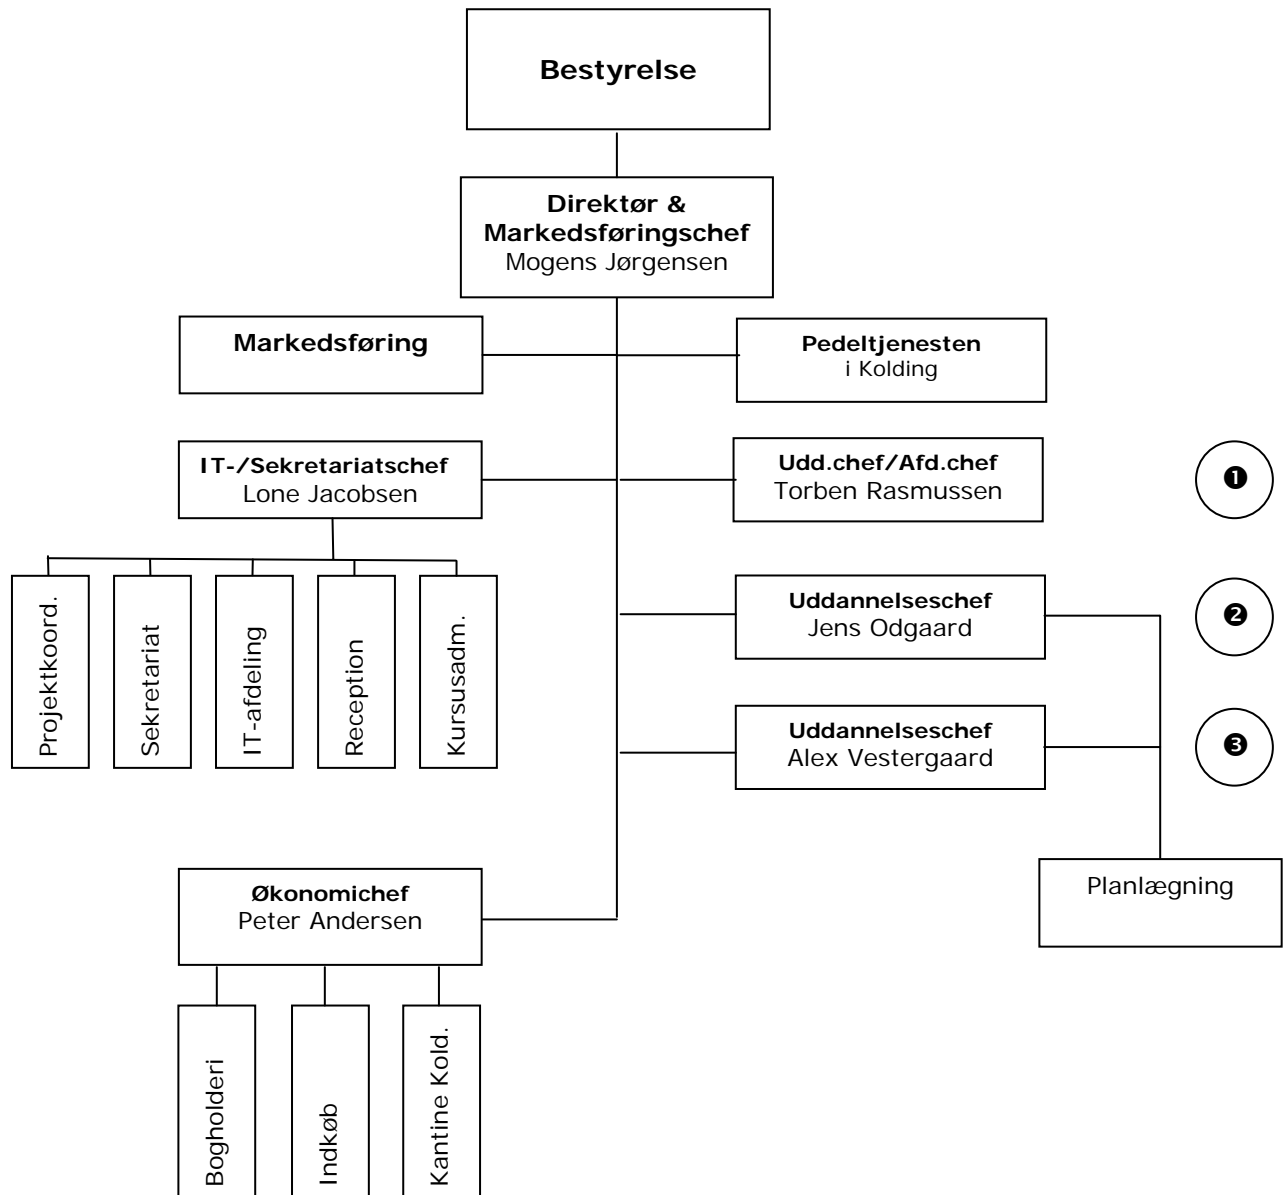 Bestyrelse
Direktør &
Markedsføringschef
Mogens Jørgensen
Markedsføring
Pedeltjenesten
i Kolding
IT-/Sekretariatschef
Lone Jacobsen
Udd.chef/Afd.chef
Torben Rasmussen
❶
Projektkoord.
Sekretariat
IT-afdeling
Reception
Kursusadm.
Uddannelseschef
Jens Odgaard
❷
Uddannelseschef
Alex Vestergaard
❸
Økonomichef
Peter Andersen
Planlægning
Bogholderi
Indkøb
Kantine Kold.